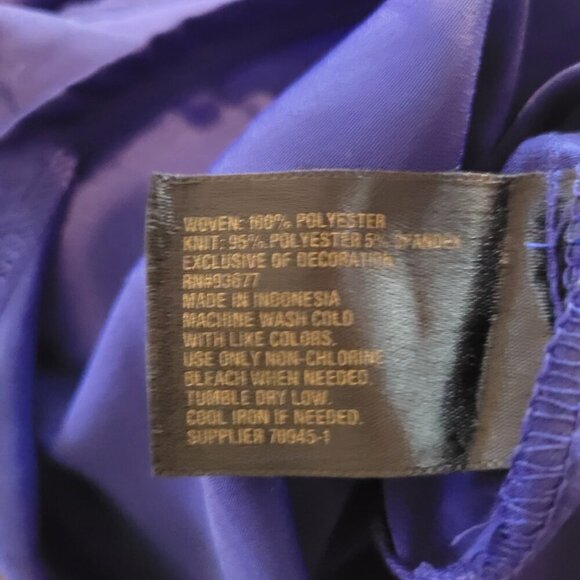 WOVEN: 100% POLYESTER
KNIT: 95% POLYESTER 5% SPANDEX
EXCLUSIVE OF DECORATION
RN#93677
MADE IN INDONESIA
MACHINE WASH COLD
WITH LIKE COLORS.
USE ONLY NON-CHLORINE
BLEACH WHEN NEEDED.
TUMBLE DRY LOW.
COOL IRON IF NEEDED.
SUPPLIER 70945-1